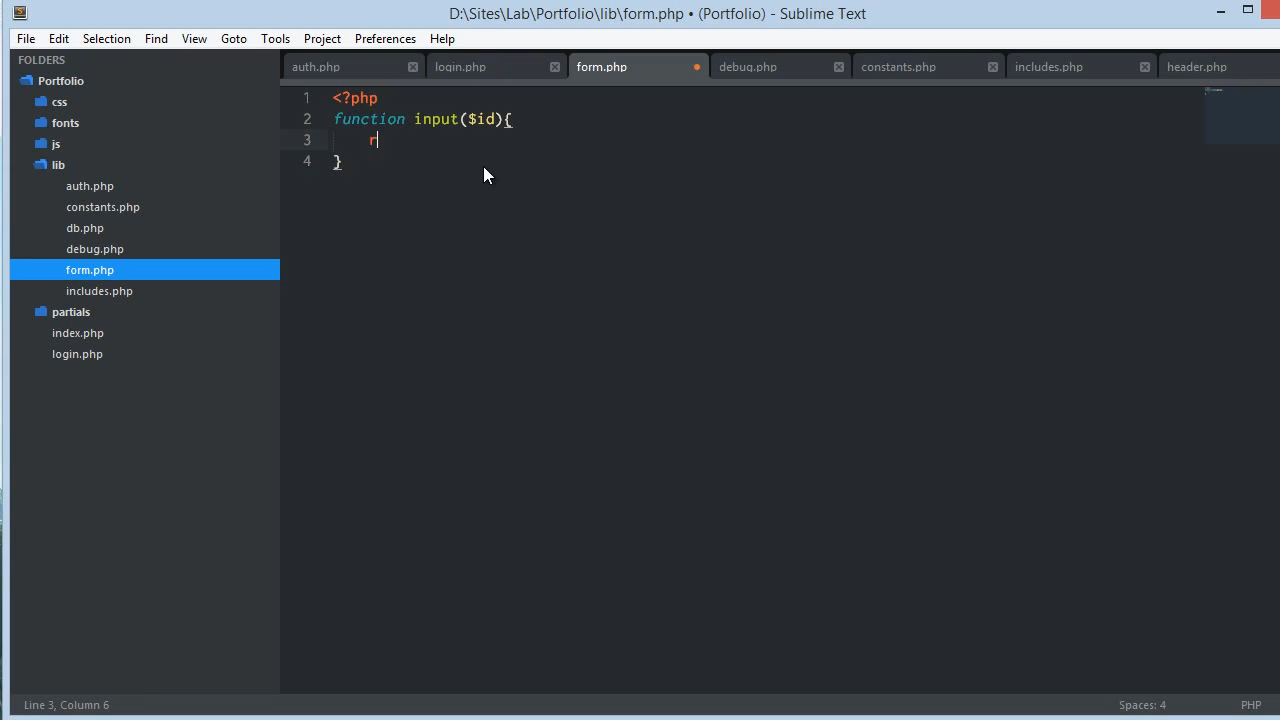 D:\Sites\Lab\Portfolio\lib\form.php • (Portfolio) - Sublime Text
File Edit Selection Find View Goto Tools Project Preferences Help
FOLDERS
Portfolio
css
fonts
js
lib
auth.php
constants.php
db.php
debug.php
form.php
includes.php
partials
index.php
login.php
auth.php login.php form.php debug.php constants.php includes.php header.php
1 <?php
2 function input($id){
3 r
4 }
Line 3, Column 6 Spaces: 4 PHP